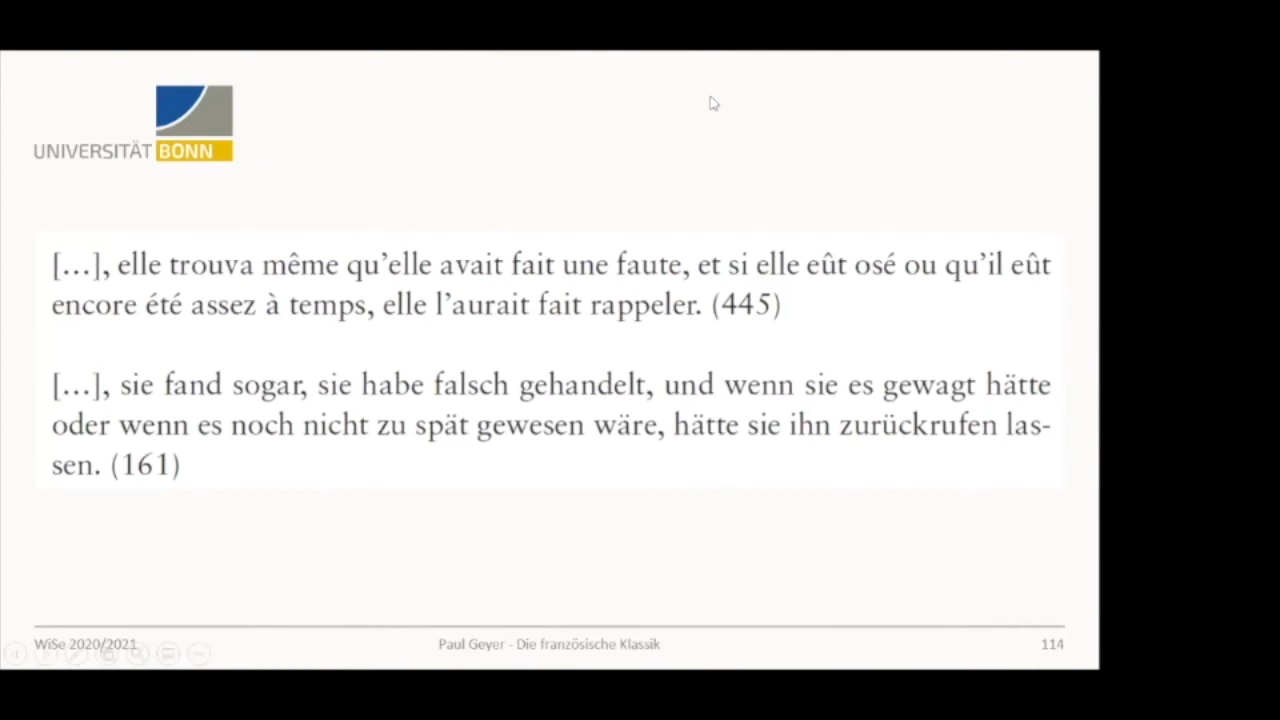 UNIVERSITÄT BONN
[…], elle trouva même qu’elle avait fait une faute, et si elle eût osé ou qu’il eût
encore été assez à temps, elle l’aurait fait rappeler. (445)
[…], sie fand sogar, sie habe falsch gehandelt, und wenn sie es gewagt hätte
oder wenn es noch nicht zu spät gewesen wäre, hätte sie ihn zurückrufen las-
sen. (161)
WiSe 2020/2021
Paul Geyer - Die französische Klassik
114